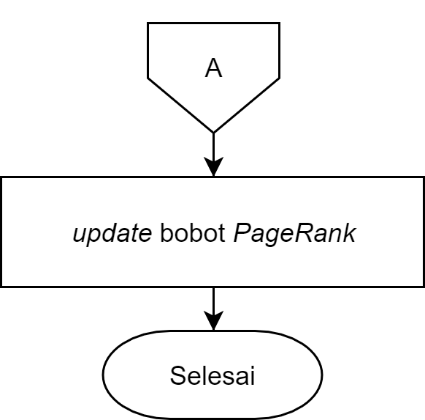 A
update bobot PageRank
Selesai